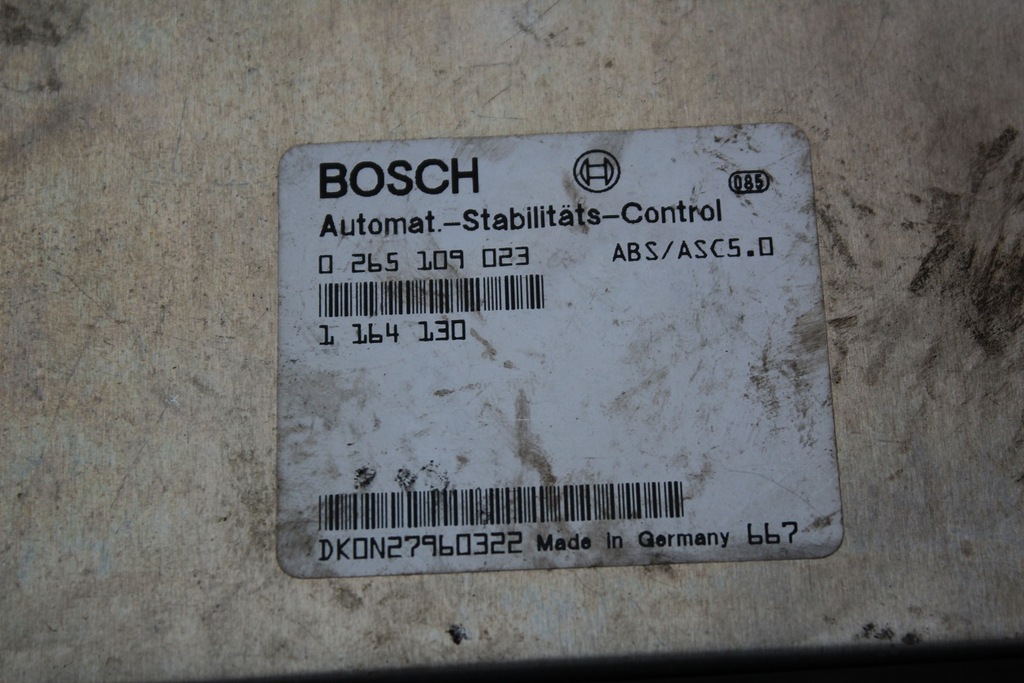 BOSCH 085
Automat.-Stabilitäts-Control
0 265 109 023 ABS/ASC5.0
1 164 130
DK0N27960322 Made in Germany 667